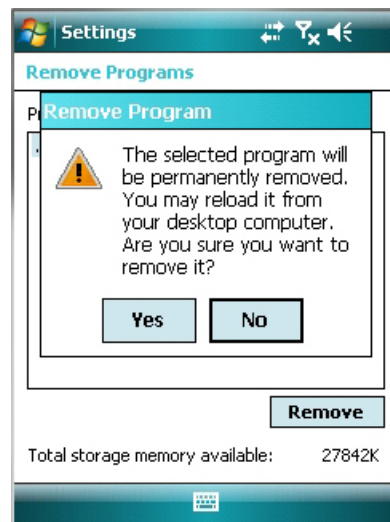 Settings
Remove Programs
Remove Program
The selected program will
be permanently removed.
You may reload it from
your desktop computer.
Are you sure you want to
remove it?
Yes
No
Remove
Total storage memory available: 27842K